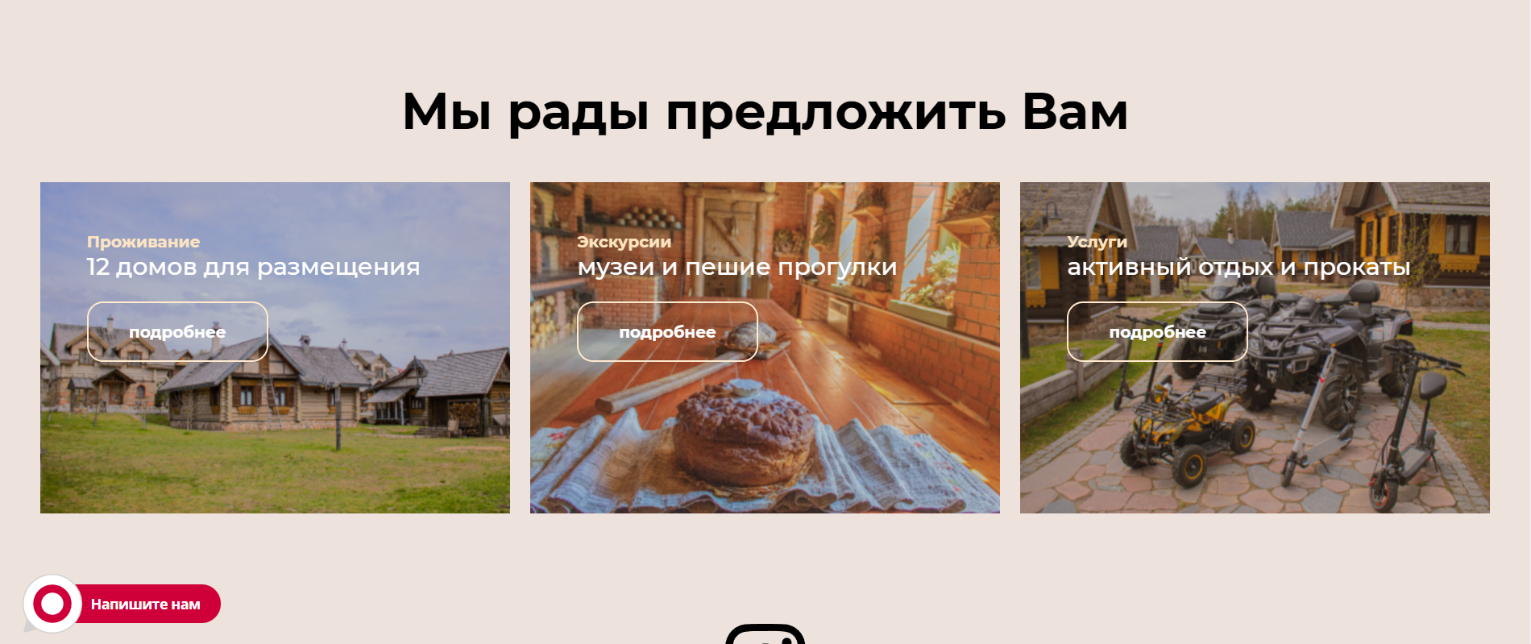 Мы рады предложить Вам
Проживание
12 домов для размещения
подробнее
Экскурсии
музеи и пешие прогулки
подробнее
Услуги
активный отдых и прокаты
подробнее
Напишите нам